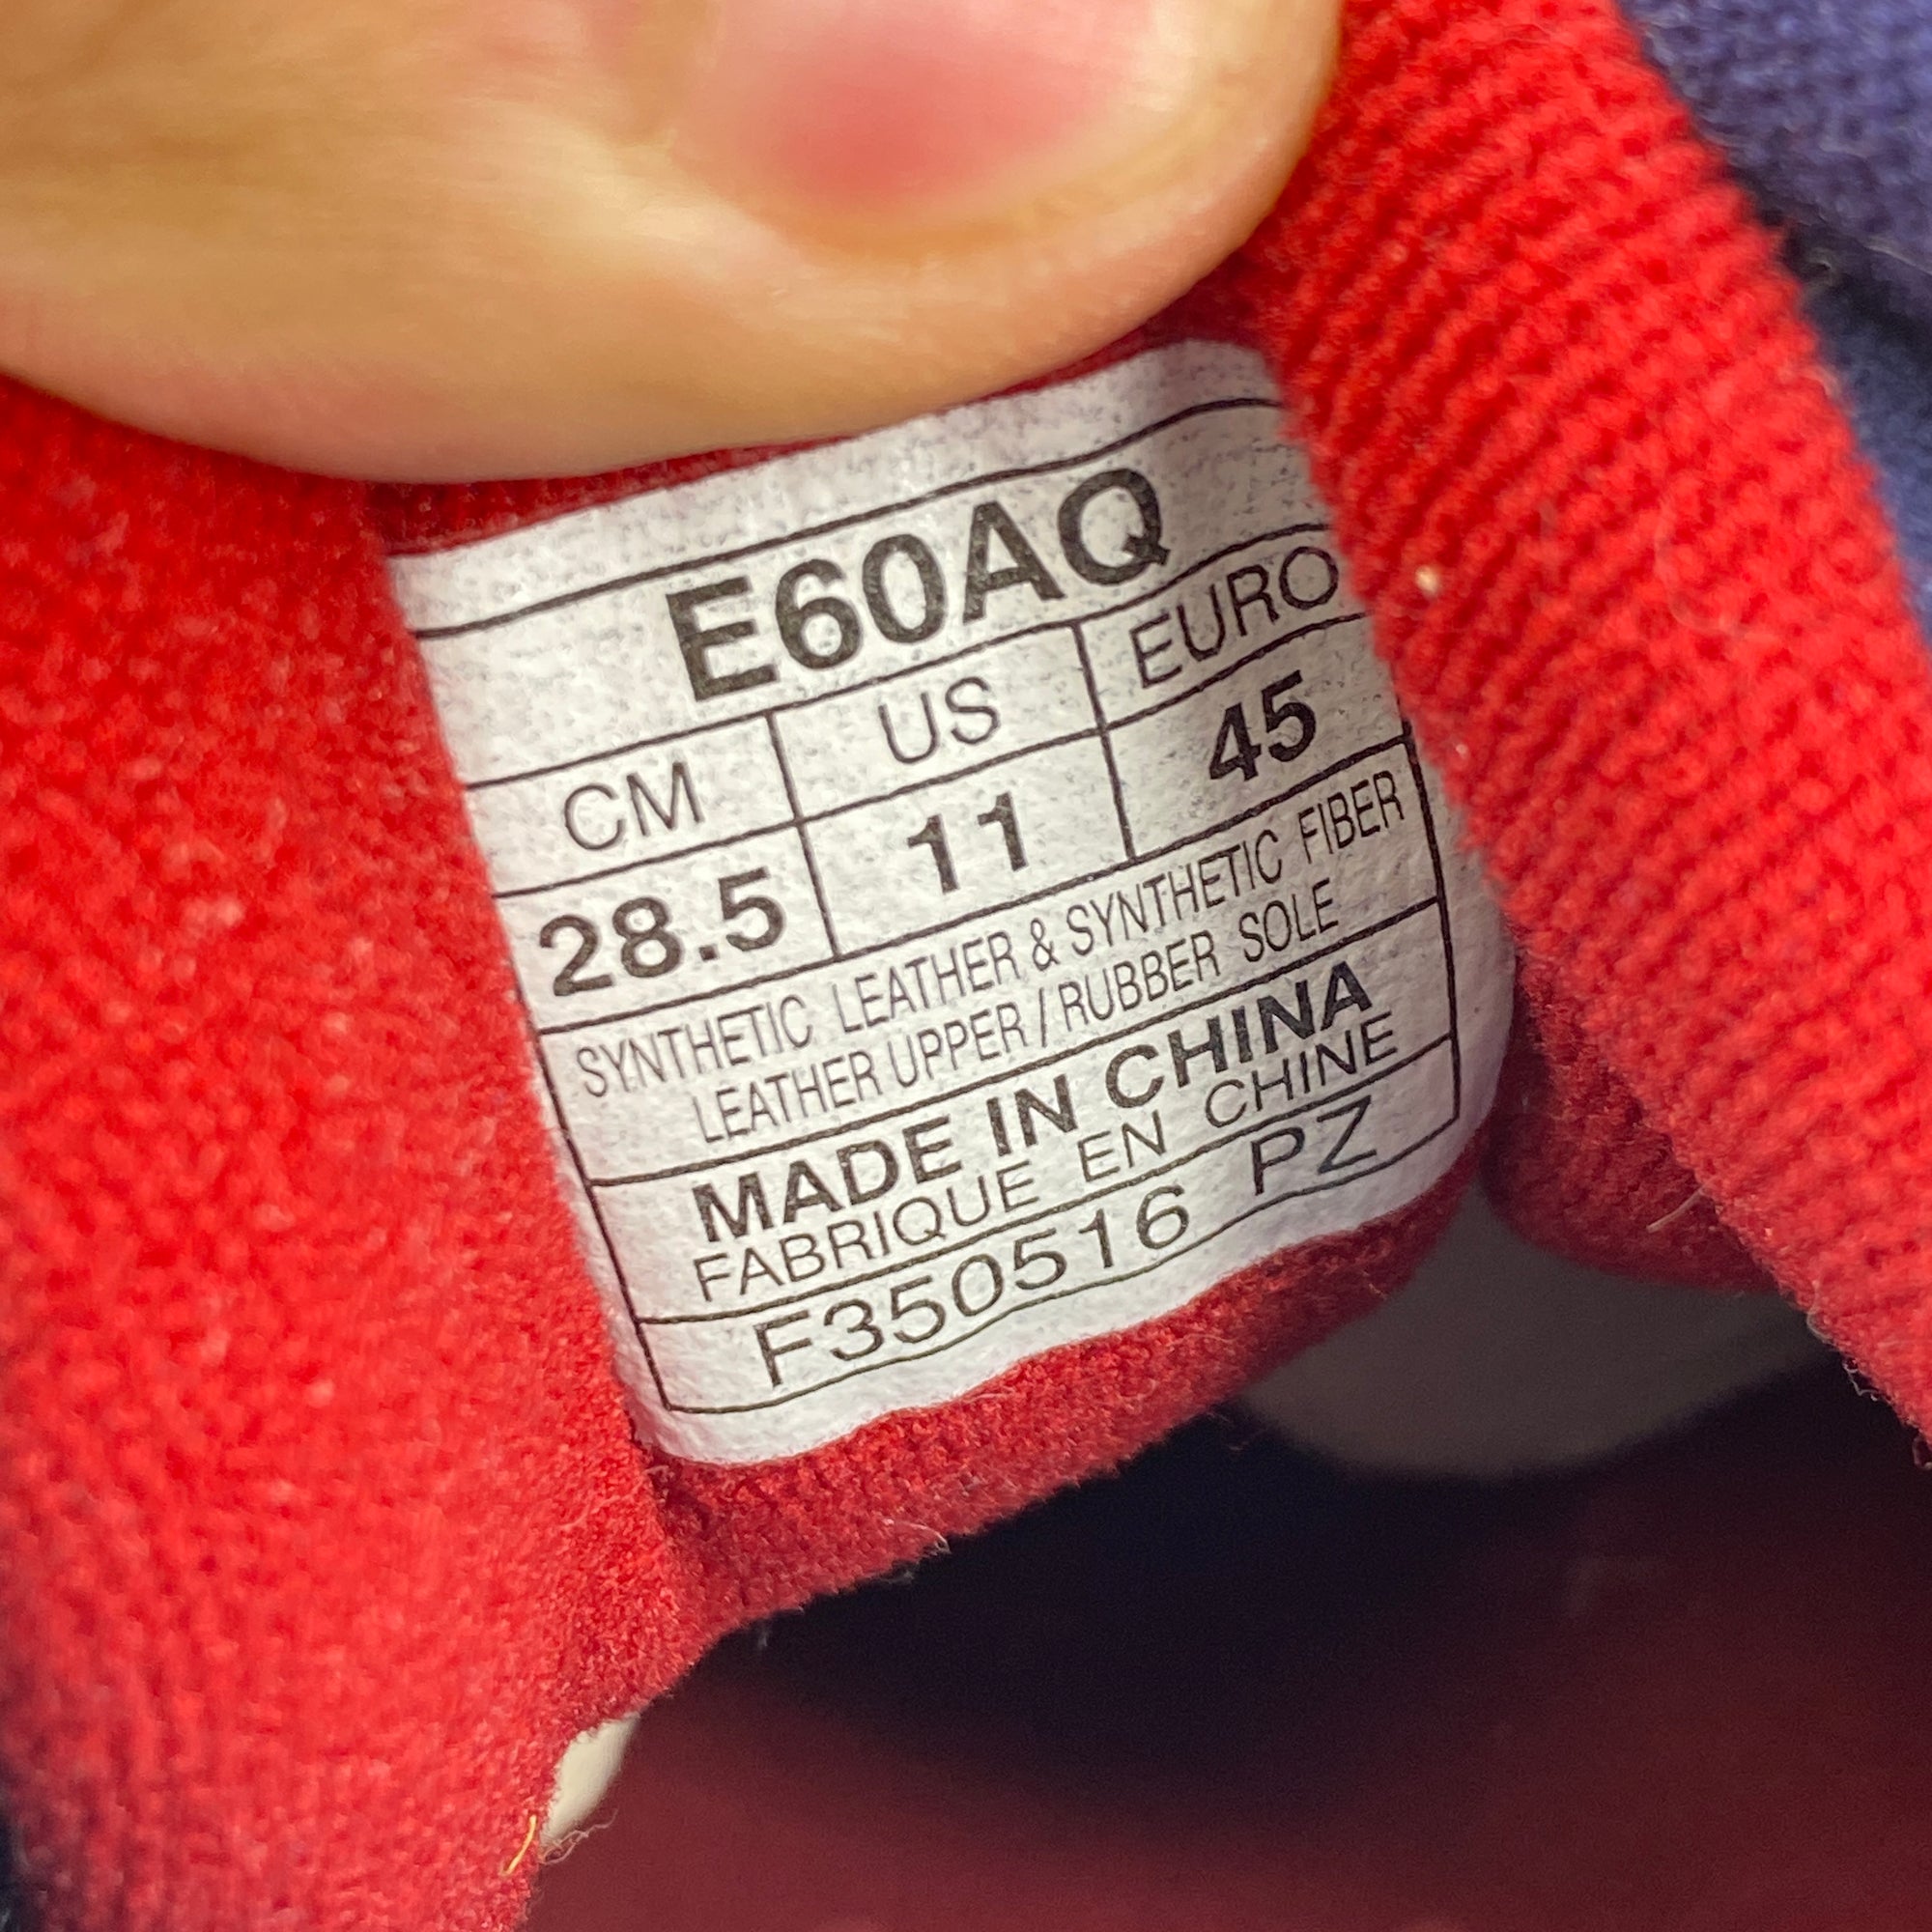 E60AQ
CM US EURO
28.5 11 45
SYNTHETIC LEATHER & SYNTHETIC FIBER
LEATHER UPPER / RUBBER SOLE
MADE IN CHINA
FABRIQUE EN CHINE
F350516 PZ